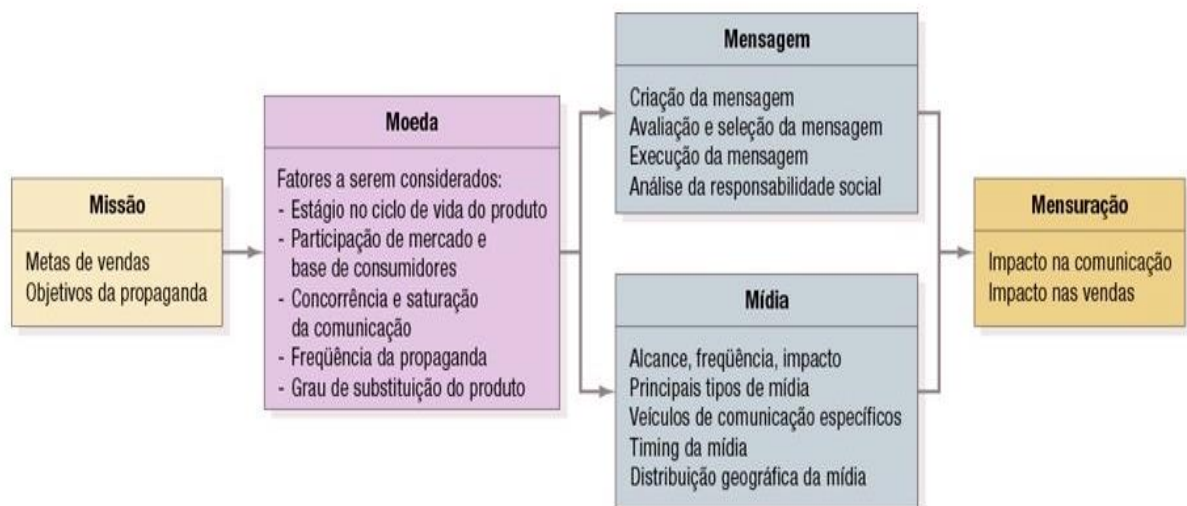 Missão
Metas de vendas
Objetivos da propaganda
Moeda
Fatores a serem considerados:
- Estágio no ciclo de vida do produto
- Participação de mercado e
base de consumidores
- Concorrência e saturação
da comunicação
- Freqüência da propaganda
- Grau de substituição do produto
Mensagem
Criação da mensagem
Avaliação e seleção da mensagem
Execução da mensagem
Análise da responsabilidade social
Mídia
Alcance, freqüência, impacto
Principais tipos de mídia
Veículos de comunicação específicos
Timing da mídia
Distribuição geográfica da mídia
Mensuração
Impacto na comunicação
Impacto nas vendas